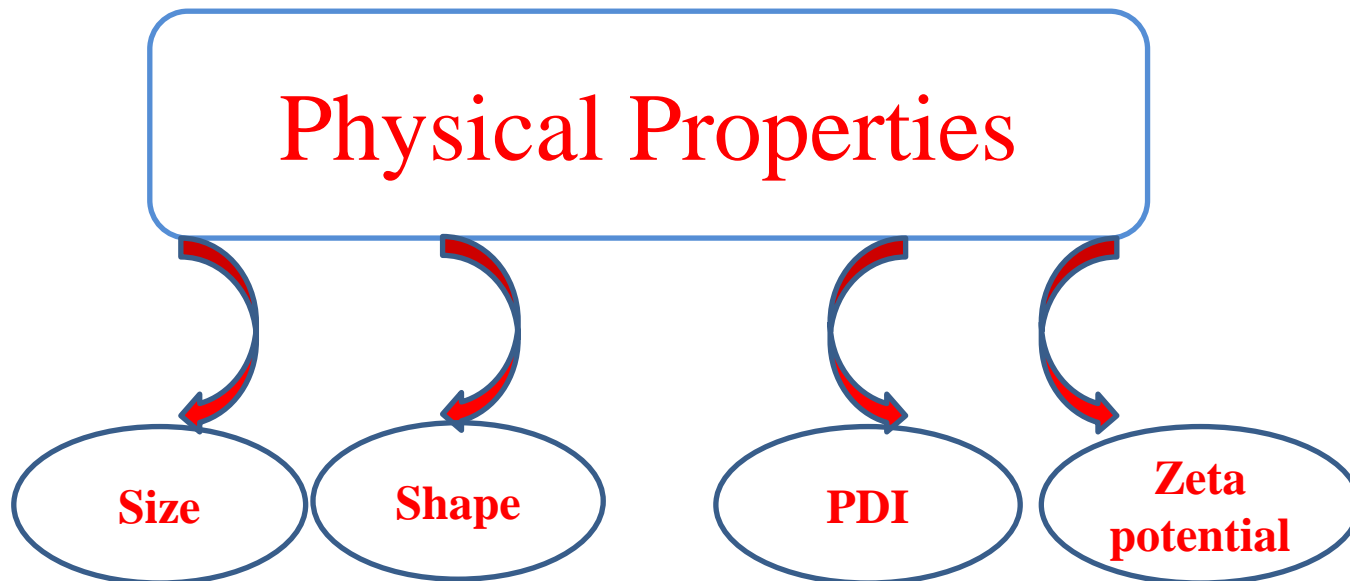 Physical Properties
Size
Shape
PDI
Zeta
potential